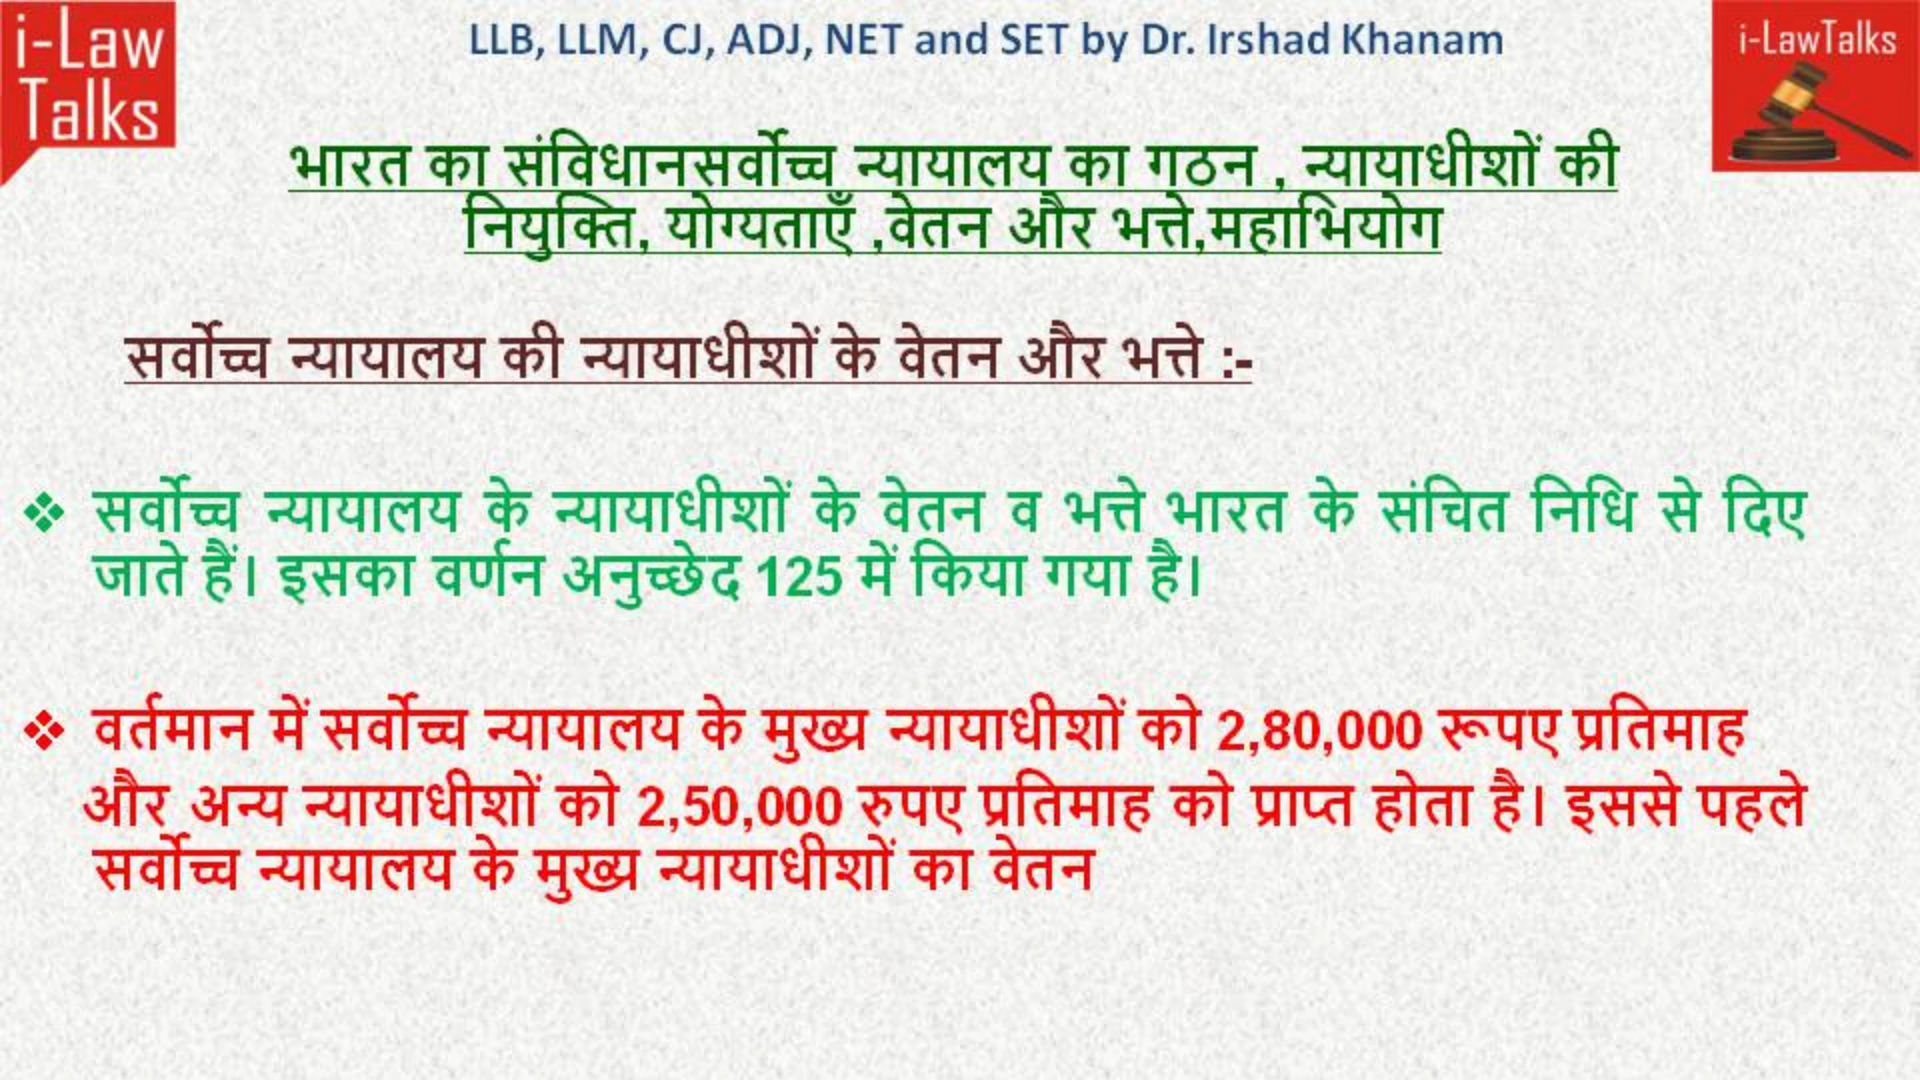 i-Law
Talks
LLB, LLM, CJ, ADJ, NET and SET by Dr. Irshad Khanam
i-LawTalks
भारत का संविधानसर्वोच्च न्यायालय का गठन , न्यायाधीशों की
नियुक्ति, योग्यताएँ ,वेतन और भत्ते,महाभियोग
सर्वोच्च न्यायालय की न्यायाधीशों के वेतन और भत्ते :-
❖ सर्वोच्च न्यायालय के न्यायाधीशों के वेतन व भत्ते भारत के संचित निधि से दिए
जाते हैं। इसका वर्णन अनुच्छेद 125 में किया गया है।
❖ वर्तमान में सर्वोच्च न्यायालय के मुख्य न्यायाधीशों को 2,80,000 रूपए प्रतिमाह
और अन्य न्यायाधीशों को 2,50,000 रुपए प्रतिमाह को प्राप्त होता है। इससे पहले
सर्वोच्च न्यायालय के मुख्य न्यायाधीशों का वेतन